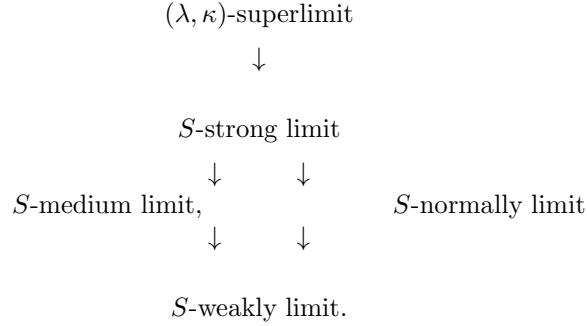 (λ, κ)-superlimit
↓
S-strong limit
↓ ↓
S-medium limit, S-normally limit
↓ ↓
S-weakly limit.